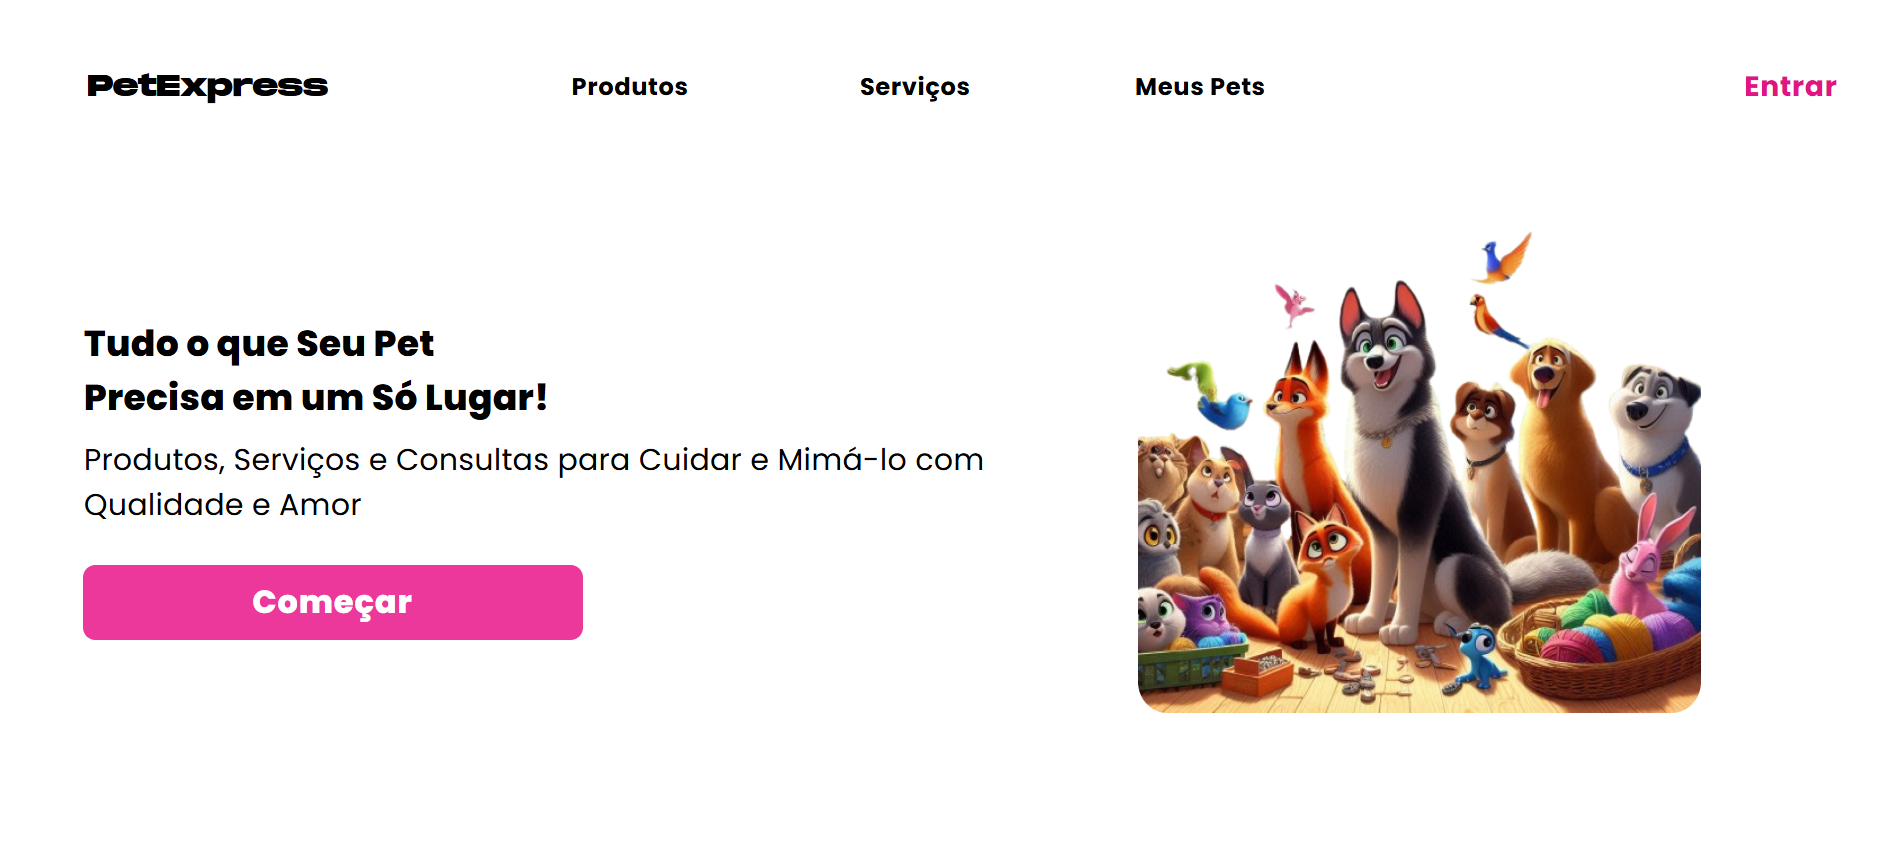 PetExpress
Produtos
Serviços
Meus Pets
Entrar
Tudo o que Seu Pet
Precisa em um Só Lugar!
Produtos, Serviços e Consultas para Cuidar e Mimá-lo com
Qualidade e Amor
Começar